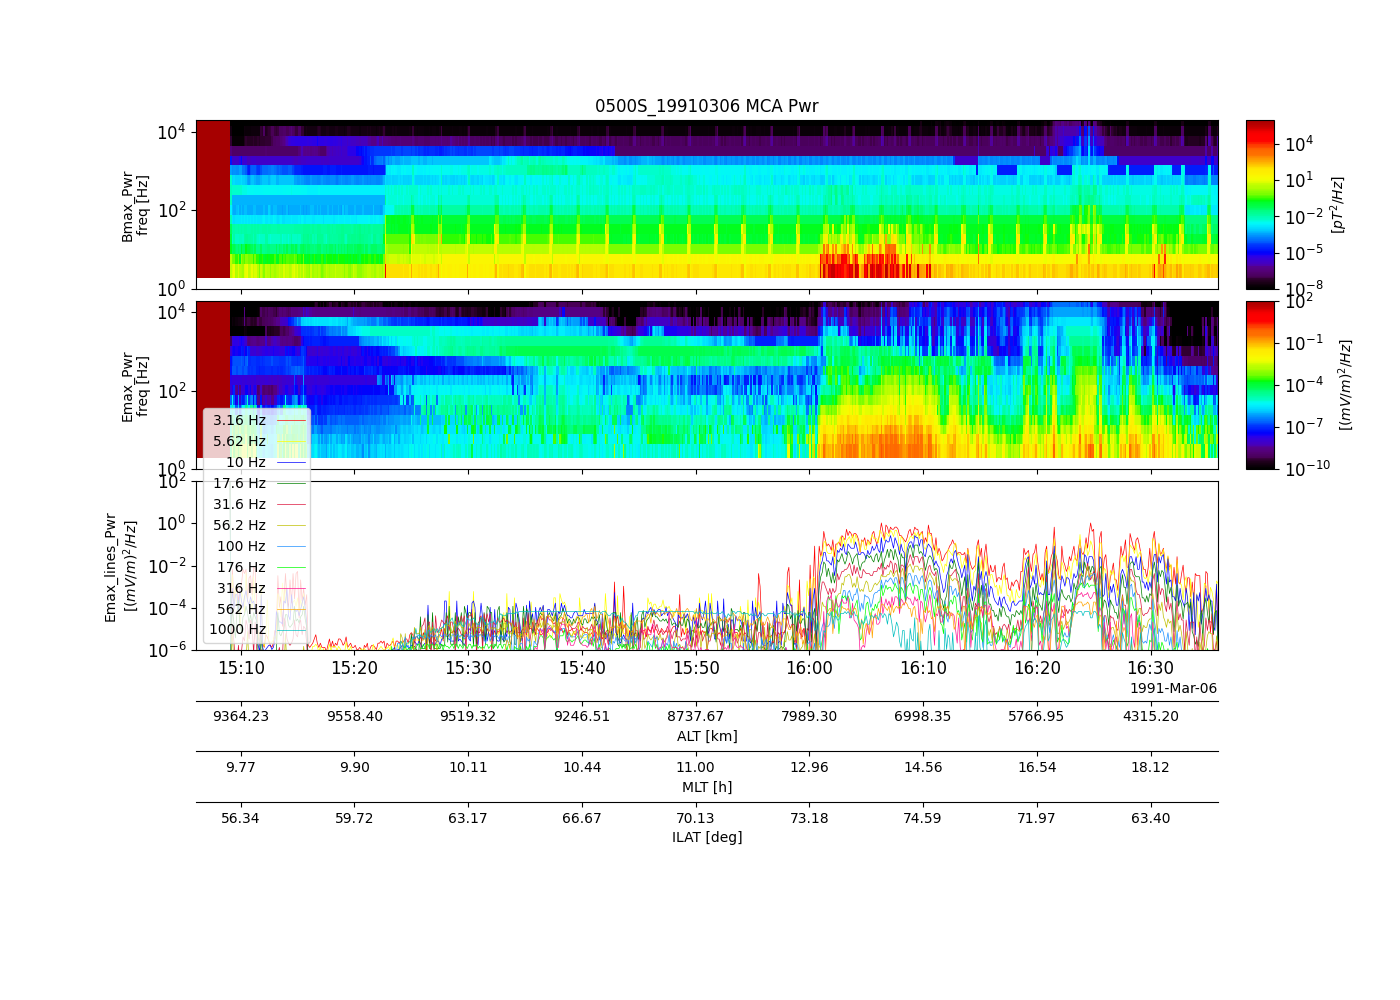 0500S_19910306 MCA Pwr
Bmax_Pwr
freq [Hz]
10^4
10^2
10^0
10^4
10^1
10^−2
10^−5
10^−8
[pT^2/Hz]
Emax_Pwr
freq [Hz]
10^4
10^2
10^0
10^2
10^−1
10^−4
10^−7
10^−10
[(mV/m)^2/Hz]
Emax_lines_Pwr
[(mV/m)^2/Hz]
10^2
10^0
10^−2
10^−4
10^−6
3.16 Hz
5.62 Hz
10 Hz
17.6 Hz
31.6 Hz
56.2 Hz
100 Hz
176 Hz
316 Hz
562 Hz
1000 Hz
15:10 15:20 15:30 15:40 15:50 16:00 16:10 16:20 16:30
1991-Mar-06
9364.23 9558.40 9519.32 9246.51 8737.67 7989.30 6998.35 5766.95 4315.20
ALT [km]
9.77 9.90 10.11 10.44 11.00 12.96 14.56 16.54 18.12
MLT [h]
56.34 59.72 63.17 66.67 70.13 73.18 74.59 71.97 63.40
ILAT [deg]